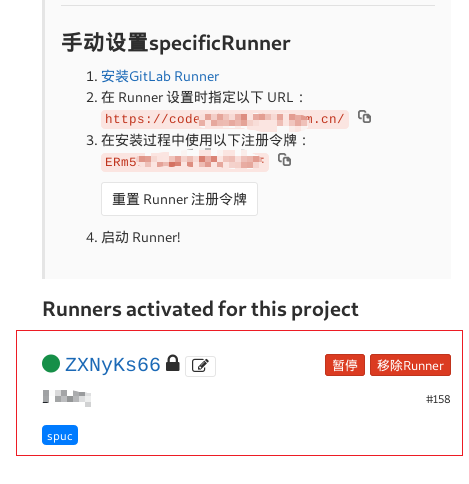 手动设置specificRunner
1. 安装GitLab Runner
2. 在 Runner 设置时指定以下 URL：
https://code m.cn/
3. 在安装过程中使用以下注册令牌：
ERm5
重置 Runner 注册令牌
4. 启动 Runner!
Runners activated for this project
ZXNyKs66
暂停
移除Runner
#158
spuc